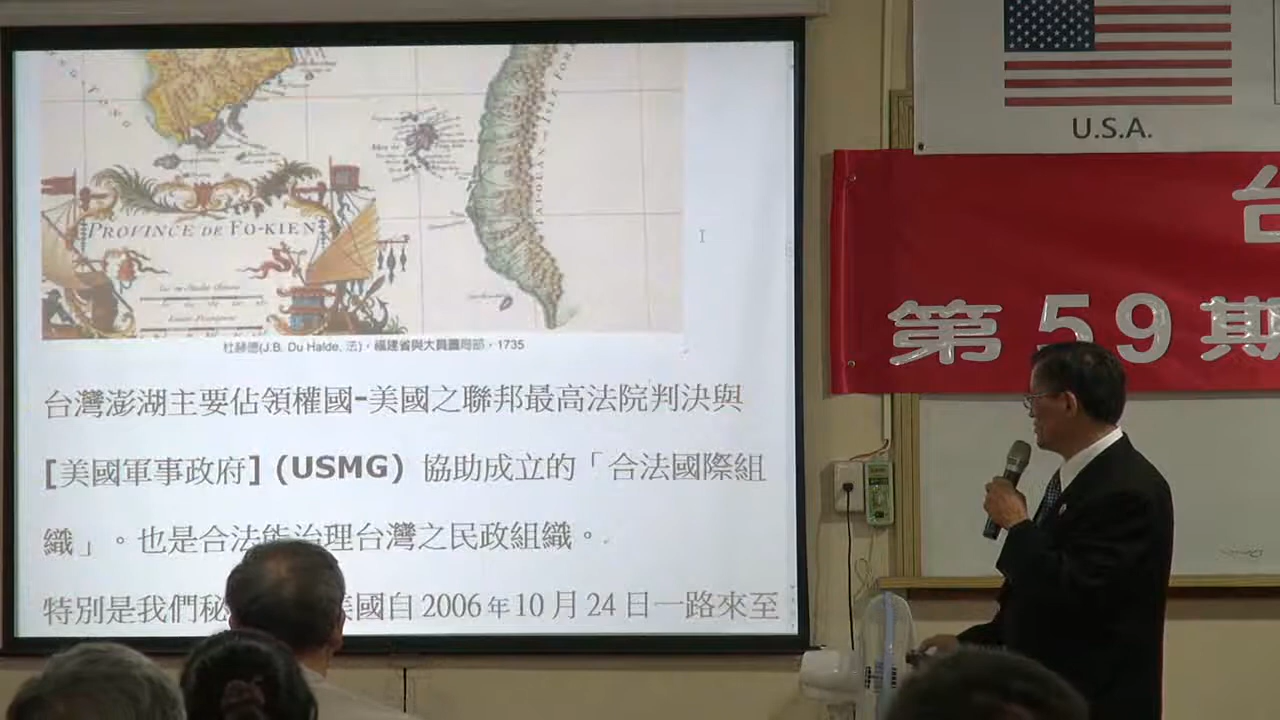 PROVINCE DE FO-KIEN
杜赫德(J.B. Du Halde, 法)，福建省與大員圖局部，1735
台灣澎湖主要佔領權國-美國之聯邦最高法院判決與
[美國軍事政府] (USMG) 協助成立的「合法國際組
織」。也是合法能治理台灣之民政組織。
特別是我們秘 美國自2006年10月24日一路來至
U.S.A.
台
第59期